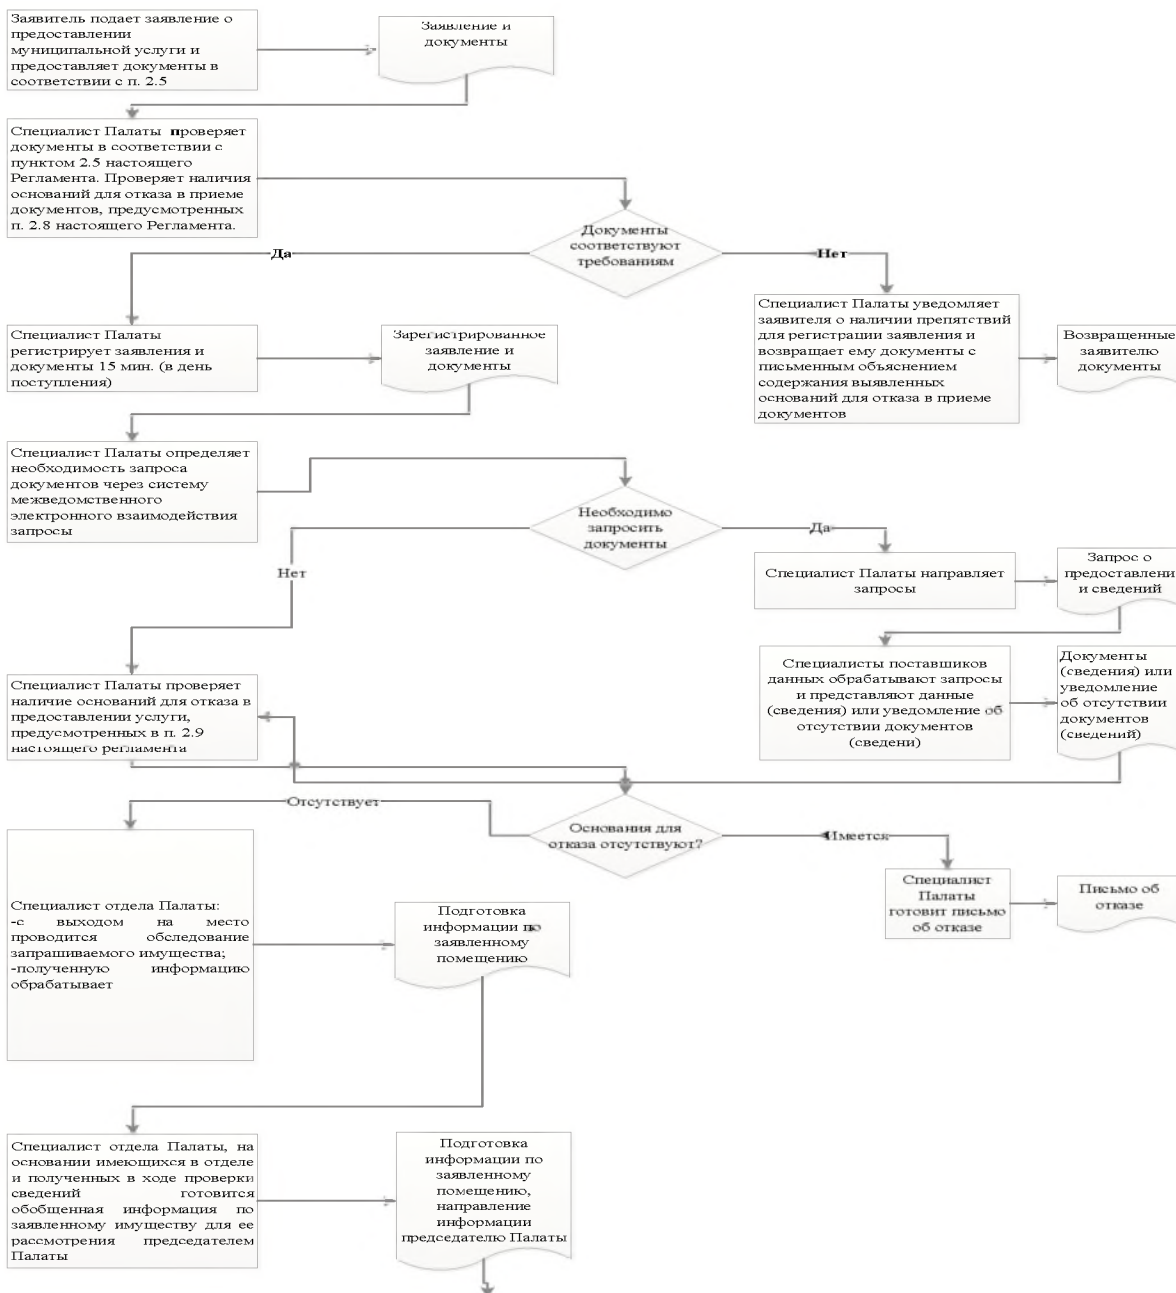 Заявитель подает заявление о
предоставлении
муниципальной услуги и
предоставляет документы в
соответствии с п. 2.5
Заявление и
документы
Специалист Палаты проверяет
документы в соответствии с
пунктом 2.5 настоящего
Регламента. Проверяет наличия
оснований для отказа в приеме
документов, предусмотренных
п. 2.8 настоящего Регламента.
Документы
соответствуют
требованиям
Да
Нет
Специалист Палаты
регистрирует заявления и
документы 15 мин. (в день
поступления)
Зарегистрированное
заявление и
документы
Специалист Палаты уведомляет
заявителя о наличии препятствий
для регистрации заявления и
возвращает ему документы с
письменным объяснением
содержания выявленных
оснований для отказа в приеме
документов
Возвращенные
заявителю
документы
Специалист Палаты определяет
необходимость запроса
документов через систему
межведомственного
электронного взаимодействия
запросы
Необходимо
запросить
документы
Да
Нет
Специалист Палаты направляет
запросы
Запрос о
предоставлени
и сведений
Специалисты поставшиков
данных обрабатывают запросы
и представляют данные
(сведения) или уведомление об
отсутствии документов
(сведени)
Документы
(сведения) или
уведомление
об отсутствии
документов
(сведений)
Специалист Палаты проверяет
наличие оснований для отказа в
предоставлении услуги,
предусмотренных в п. 2.9
настоящего регламента
Отсутствует
Основания для
отказа отсутствуют?
Имеется
Специалист
Палаты
готовит письмо
об отказе
Письмо об
отказе
Специалист отдела Палаты:
-с выходом на место
проводится обследование
запрашиваемого имущества;
-полученную информацию
обрабатывает
Подготовка
информации по
заявленному
помещению
Специалист отдела Палаты, на
основании имеющихся в отделе
и полученных в ходе проверки
сведений готовится
обобщенная информация по
заявленному имуществу для ее
рассмотрения председателем
Палаты
Подготовка
информации по
заявленному
помещению,
направление
информации
председателю Палаты